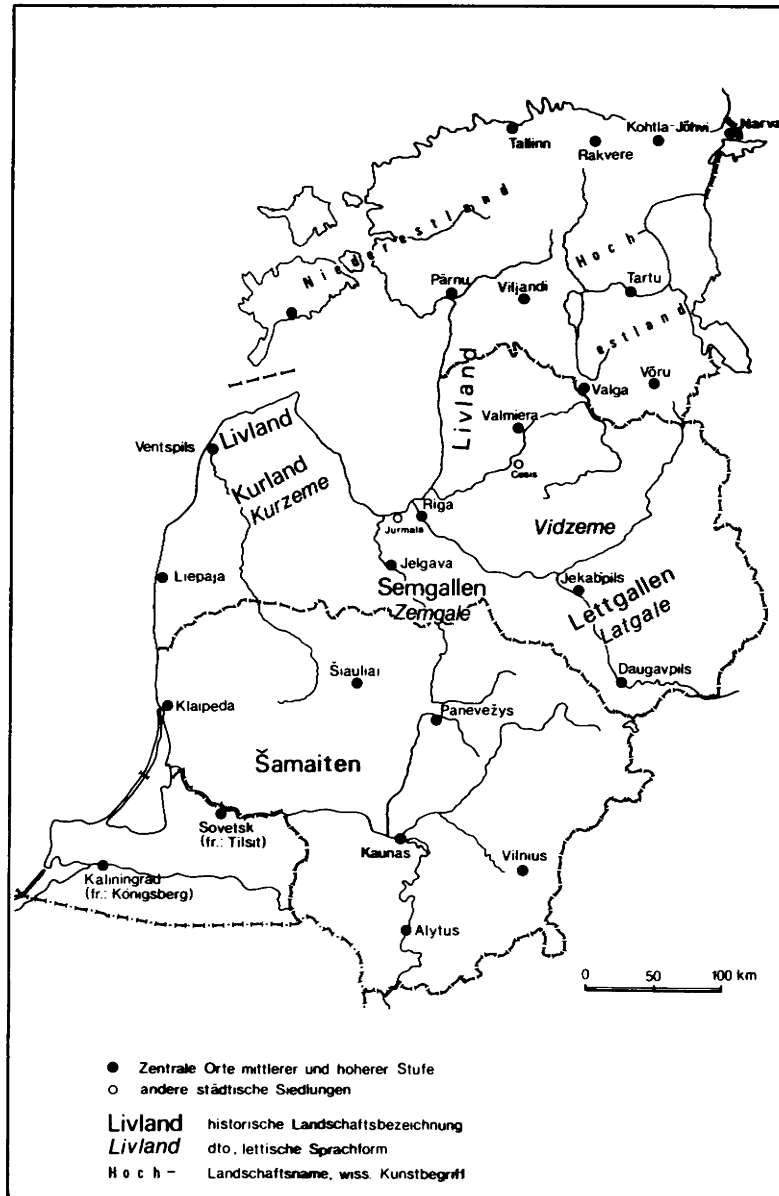 Kohtla-Jõhvi
Narva
Tallinn
Rakvere
Niederestland
Hoch
estland
Pärnu
Viljandi
Tartu
Livland
Valga
Võru
Valmiera
Cesis
Ventspils
Livland
Kurland
Kurzeme
Riga
Jurmala
Vidzeme
Jelgava
Liepaja
Semgallen
Zemgale
Jekabpils
Lettgallen
Latgale
Daugavpils
Šiauliai
Klaipeda
Panevežys
Šamaiten
Sovetsk
(fr.: Tilsit)
Kaunas
Vilnius
Kaliningrad
(fr.: Königsberg)
Alytus
0 50 100 km
Zentrale Orte mittlerer und hoherer Stufe
andere städtische Siedlungen
Livland historische Landschaftsbezeichnung
Livland dto, lettische Sprachform
Hoch- Landschaftsname, wiss. Kunstbegriff